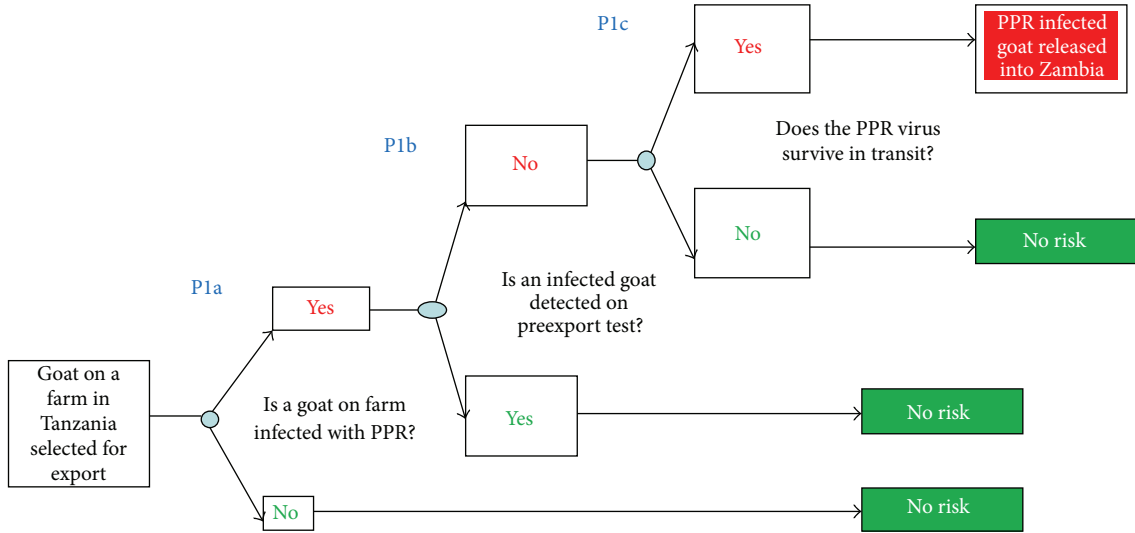 P1c
Yes
PPR infected
goat released
into Zambia
P1b
No
Does the PPR virus
survive in transit?
No
No risk
P1a
Yes
Is an infected goat
detected on
preexport test?
Goat on a
farm in
Tanzania
selected for
export
Is a goat on farm
infected with PPR?
Yes
No risk
No
No risk